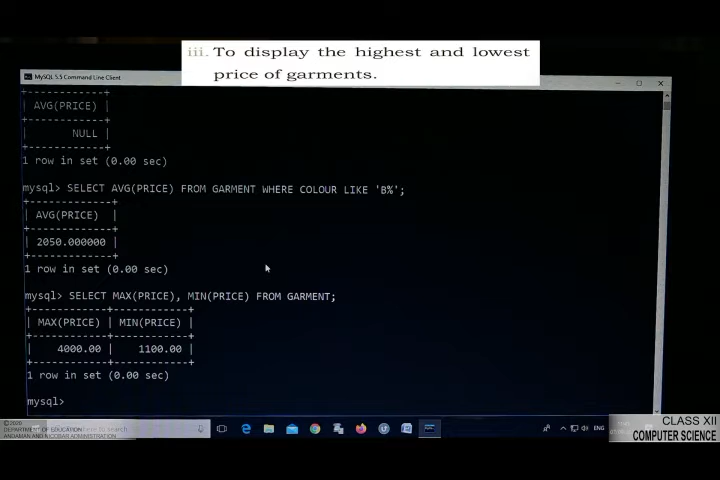 iii. To display the highest and lowest
price of garments.
MySQL 5.5 Command Line Client
+------------+
| AVG(PRICE) |
+------------+
| NULL |
+------------+
1 row in set (0.00 sec)
mysql> SELECT AVG(PRICE) FROM GARMENT WHERE COLOUR LIKE 'B%';
+-------------+
| AVG(PRICE) |
+-------------+
| 2050.000000 |
+-------------+
1 row in set (0.00 sec)
mysql> SELECT MAX(PRICE), MIN(PRICE) FROM GARMENT;
+------------+------------+
| MAX(PRICE) | MIN(PRICE) |
+------------+------------+
| 4000.00 | 1100.00 |
+------------+------------+
1 row in set (0.00 sec)
mysql>
©2020
DEPARTMENT OF EDUCATION
ANDAMAN AND NICOBAR ADMINISTRATION
search
ENG
CLASS XII
COMPUTER SCIENCE